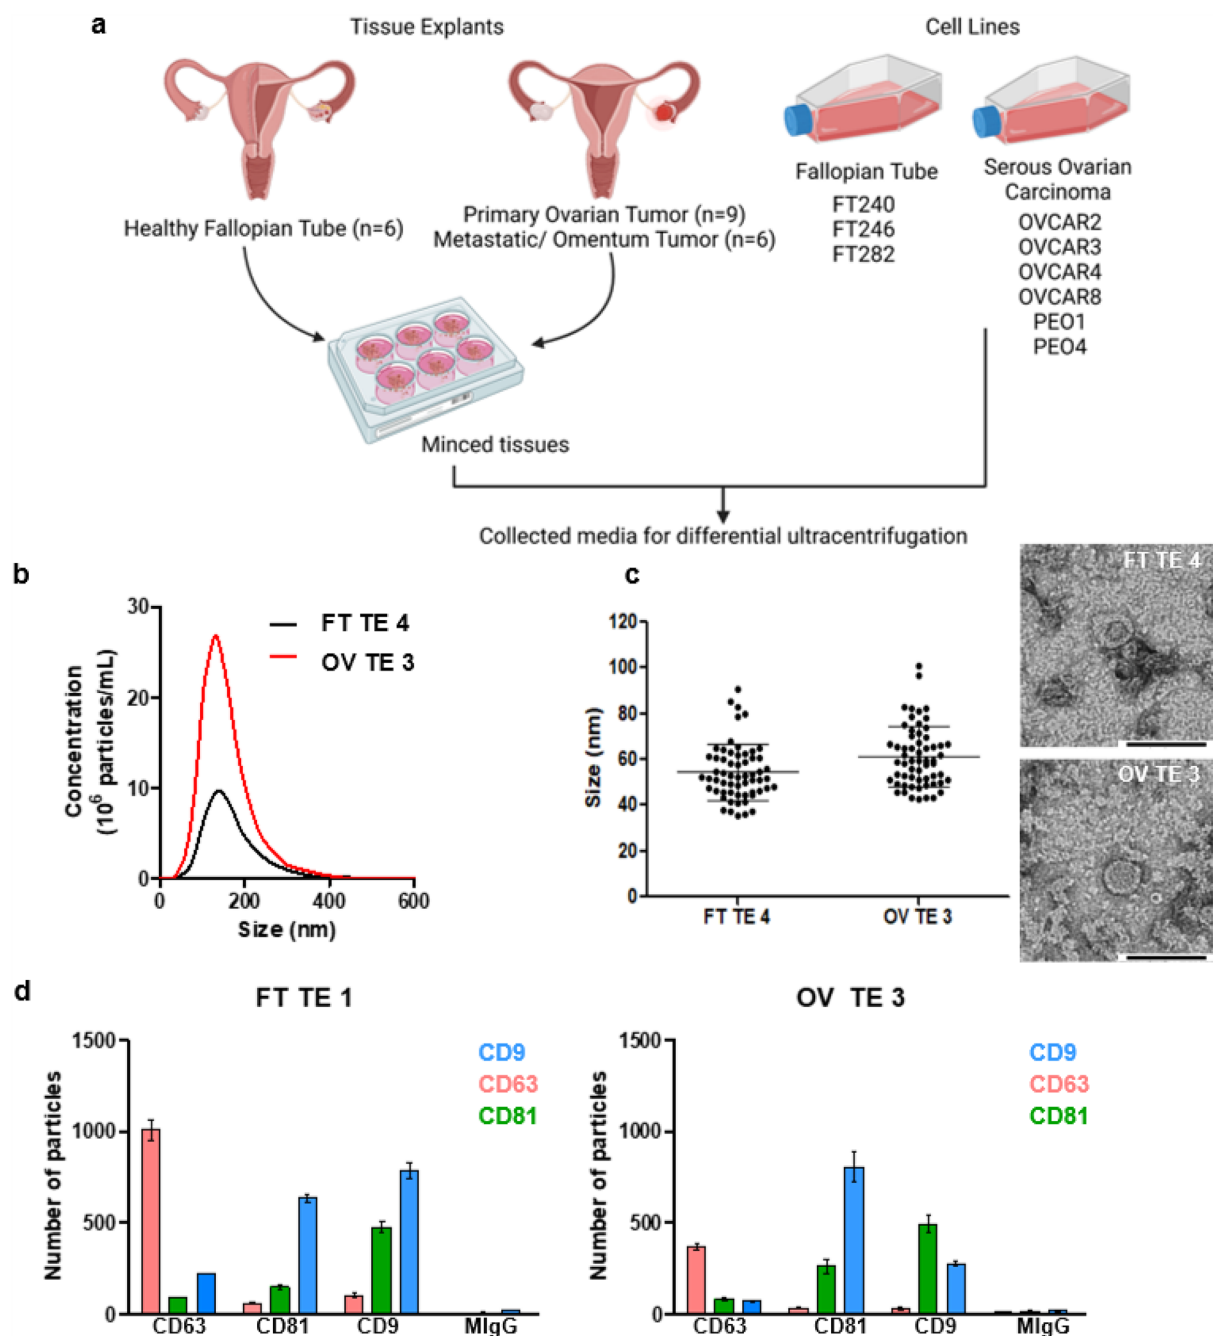 a
Tissue Explants
Cell Lines
Healthy Fallopian Tube (n=6)
Primary Ovarian Tumor (n=9)
Metastatic/ Omentum Tumor (n=6)
Fallopian Tube
FT240
FT246
FT282
Serous Ovarian
Carcinoma
OVCAR2
OVCAR3
OVCAR4
OVCAR8
PEO1
PEO4
Minced tissues
Collected media for differential ultracentrifugation
b
30
20
10
0
Concentration
(10⁶ particles/mL)
FT TE 4
OV TE 3
0 200 400 600
Size (nm)
c
120
100
80
60
40
20
0
Size (nm)
FT TE 4 OV TE 3
FT TE 4
OV TE 3
d
FT TE 1
1500
1000
500
0
Number of particles
CD9
CD63
CD81
CD63 CD81 CD9 MIgG
OV TE 3
1500
1000
500
0
Number of particles
CD9
CD63
CD81
CD63 CD81 CD9 MIgG